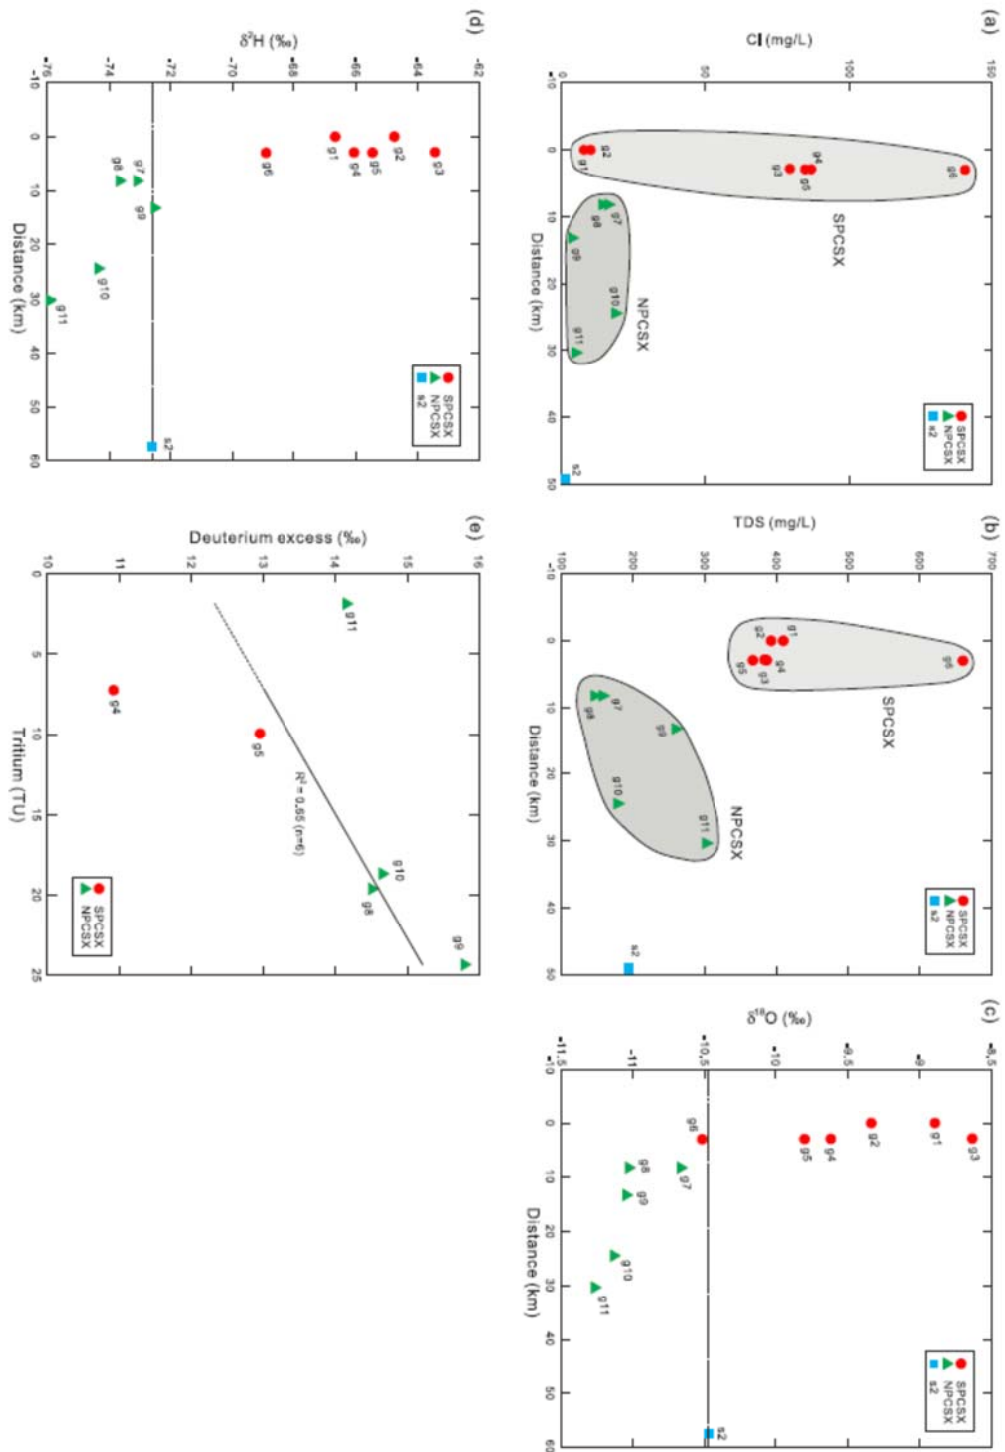 (a)
Cl (mg/L)
150
100
50
0
-10
0
10
20
30
40
50
Distance (km)
g1
g2
g3
g4
g5
g6
SPCSX
g7
g8
g9
g10
g11
NPCSX
s2
SPCSX
NPCSX
s2
(b)
TDS (mg/L)
700
600
500
400
300
200
100
-10
0
10
20
30
40
50
Distance (km)
g1
g2
g3
g4
g5
g6
SPCSX
g7
g8
g9
g10
g11
NPCSX
s2
SPCSX
NPCSX
s2
(c)
δ¹⁸O (‰)
-8.5
-9
-9.5
-10
-10.5
-11
-11.5
-10
0
10
20
30
40
50
60
Distance (km)
g3
g1
g2
g4
g5
g6
g7
g8
g9
g10
g11
s2
SPCSX
NPCSX
s2
(d)
δ²H (‰)
-62
-64
-66
-68
-70
-72
-74
-76
-10
0
10
20
30
40
50
60
Distance (km)
g3
g2
g5
g4
g1
g6
g7
g8
g9
g10
g11
s2
SPCSX
NPCSX
s2
(e)
Deuterium excess (‰)
16
15
14
13
12
11
10
0
5
10
15
20
25
Tritium (TU)
g11
g4
g5
R² = 0.65 (n=6)
g10
g8
g9
SPCSX
NPCSX